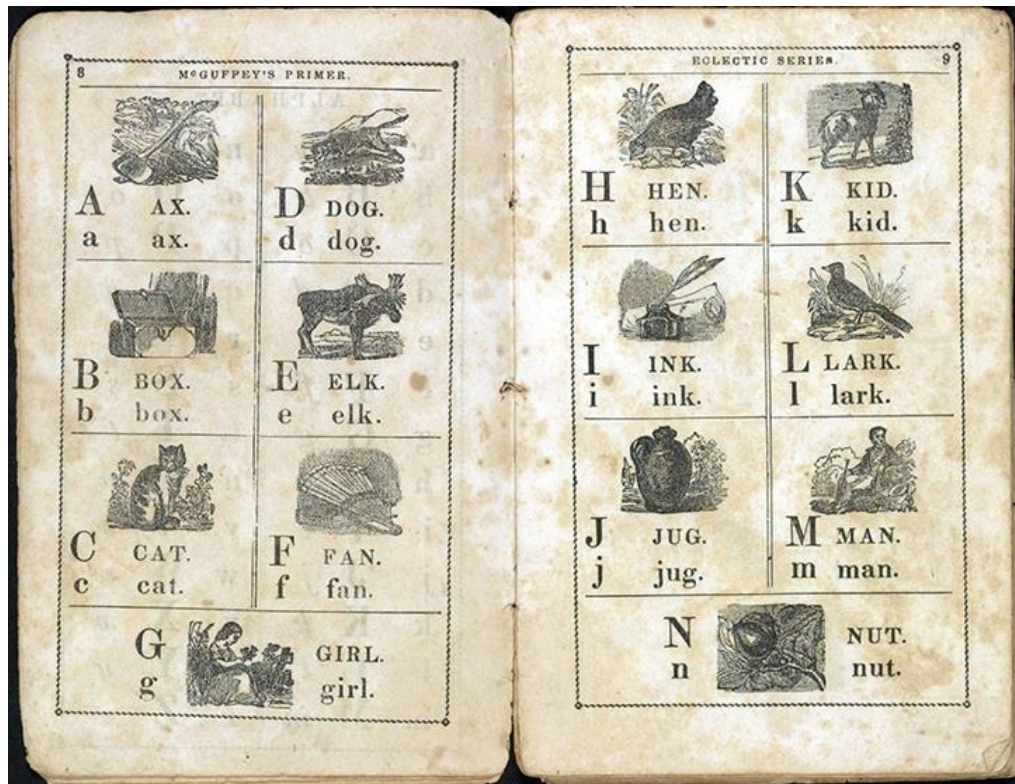 8 McGUFFEY'S PRIMER.
A AX.
a ax.
B BOX.
b box.
C CAT.
c cat.
D DOG.
d dog.
E ELK.
e elk.
F FAN.
f fan.
G GIRL.
g girl.
ECLECTIC SERIES. 9
H HEN.
h hen.
I INK.
i ink.
J JUG.
j jug.
K KID.
k kid.
L LARK.
l lark.
M MAN.
m man.
N NUT.
n nut.